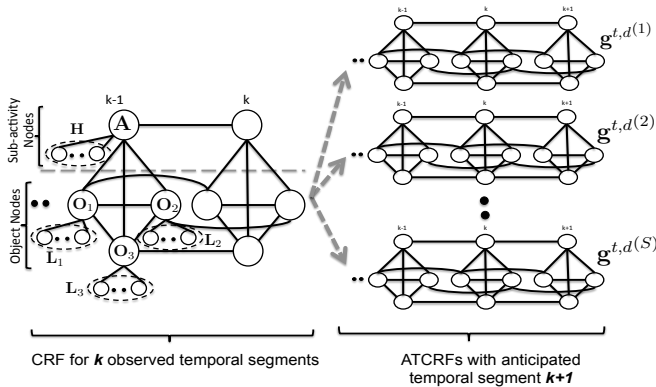 Sub-activity
Nodes
Object Nodes
k-1
k
H
A
O₁
O₂
O₃
L₁
L₂
L₃
CRF for k observed temporal segments
k-1
k
k+1
g^{t,d^{(1)}}
k-1
k
k+1
g^{t,d^{(2)}}
k-1
k
k+1
g^{t,d^{(S)}}
ATCRFs with anticipated
temporal segment k+1